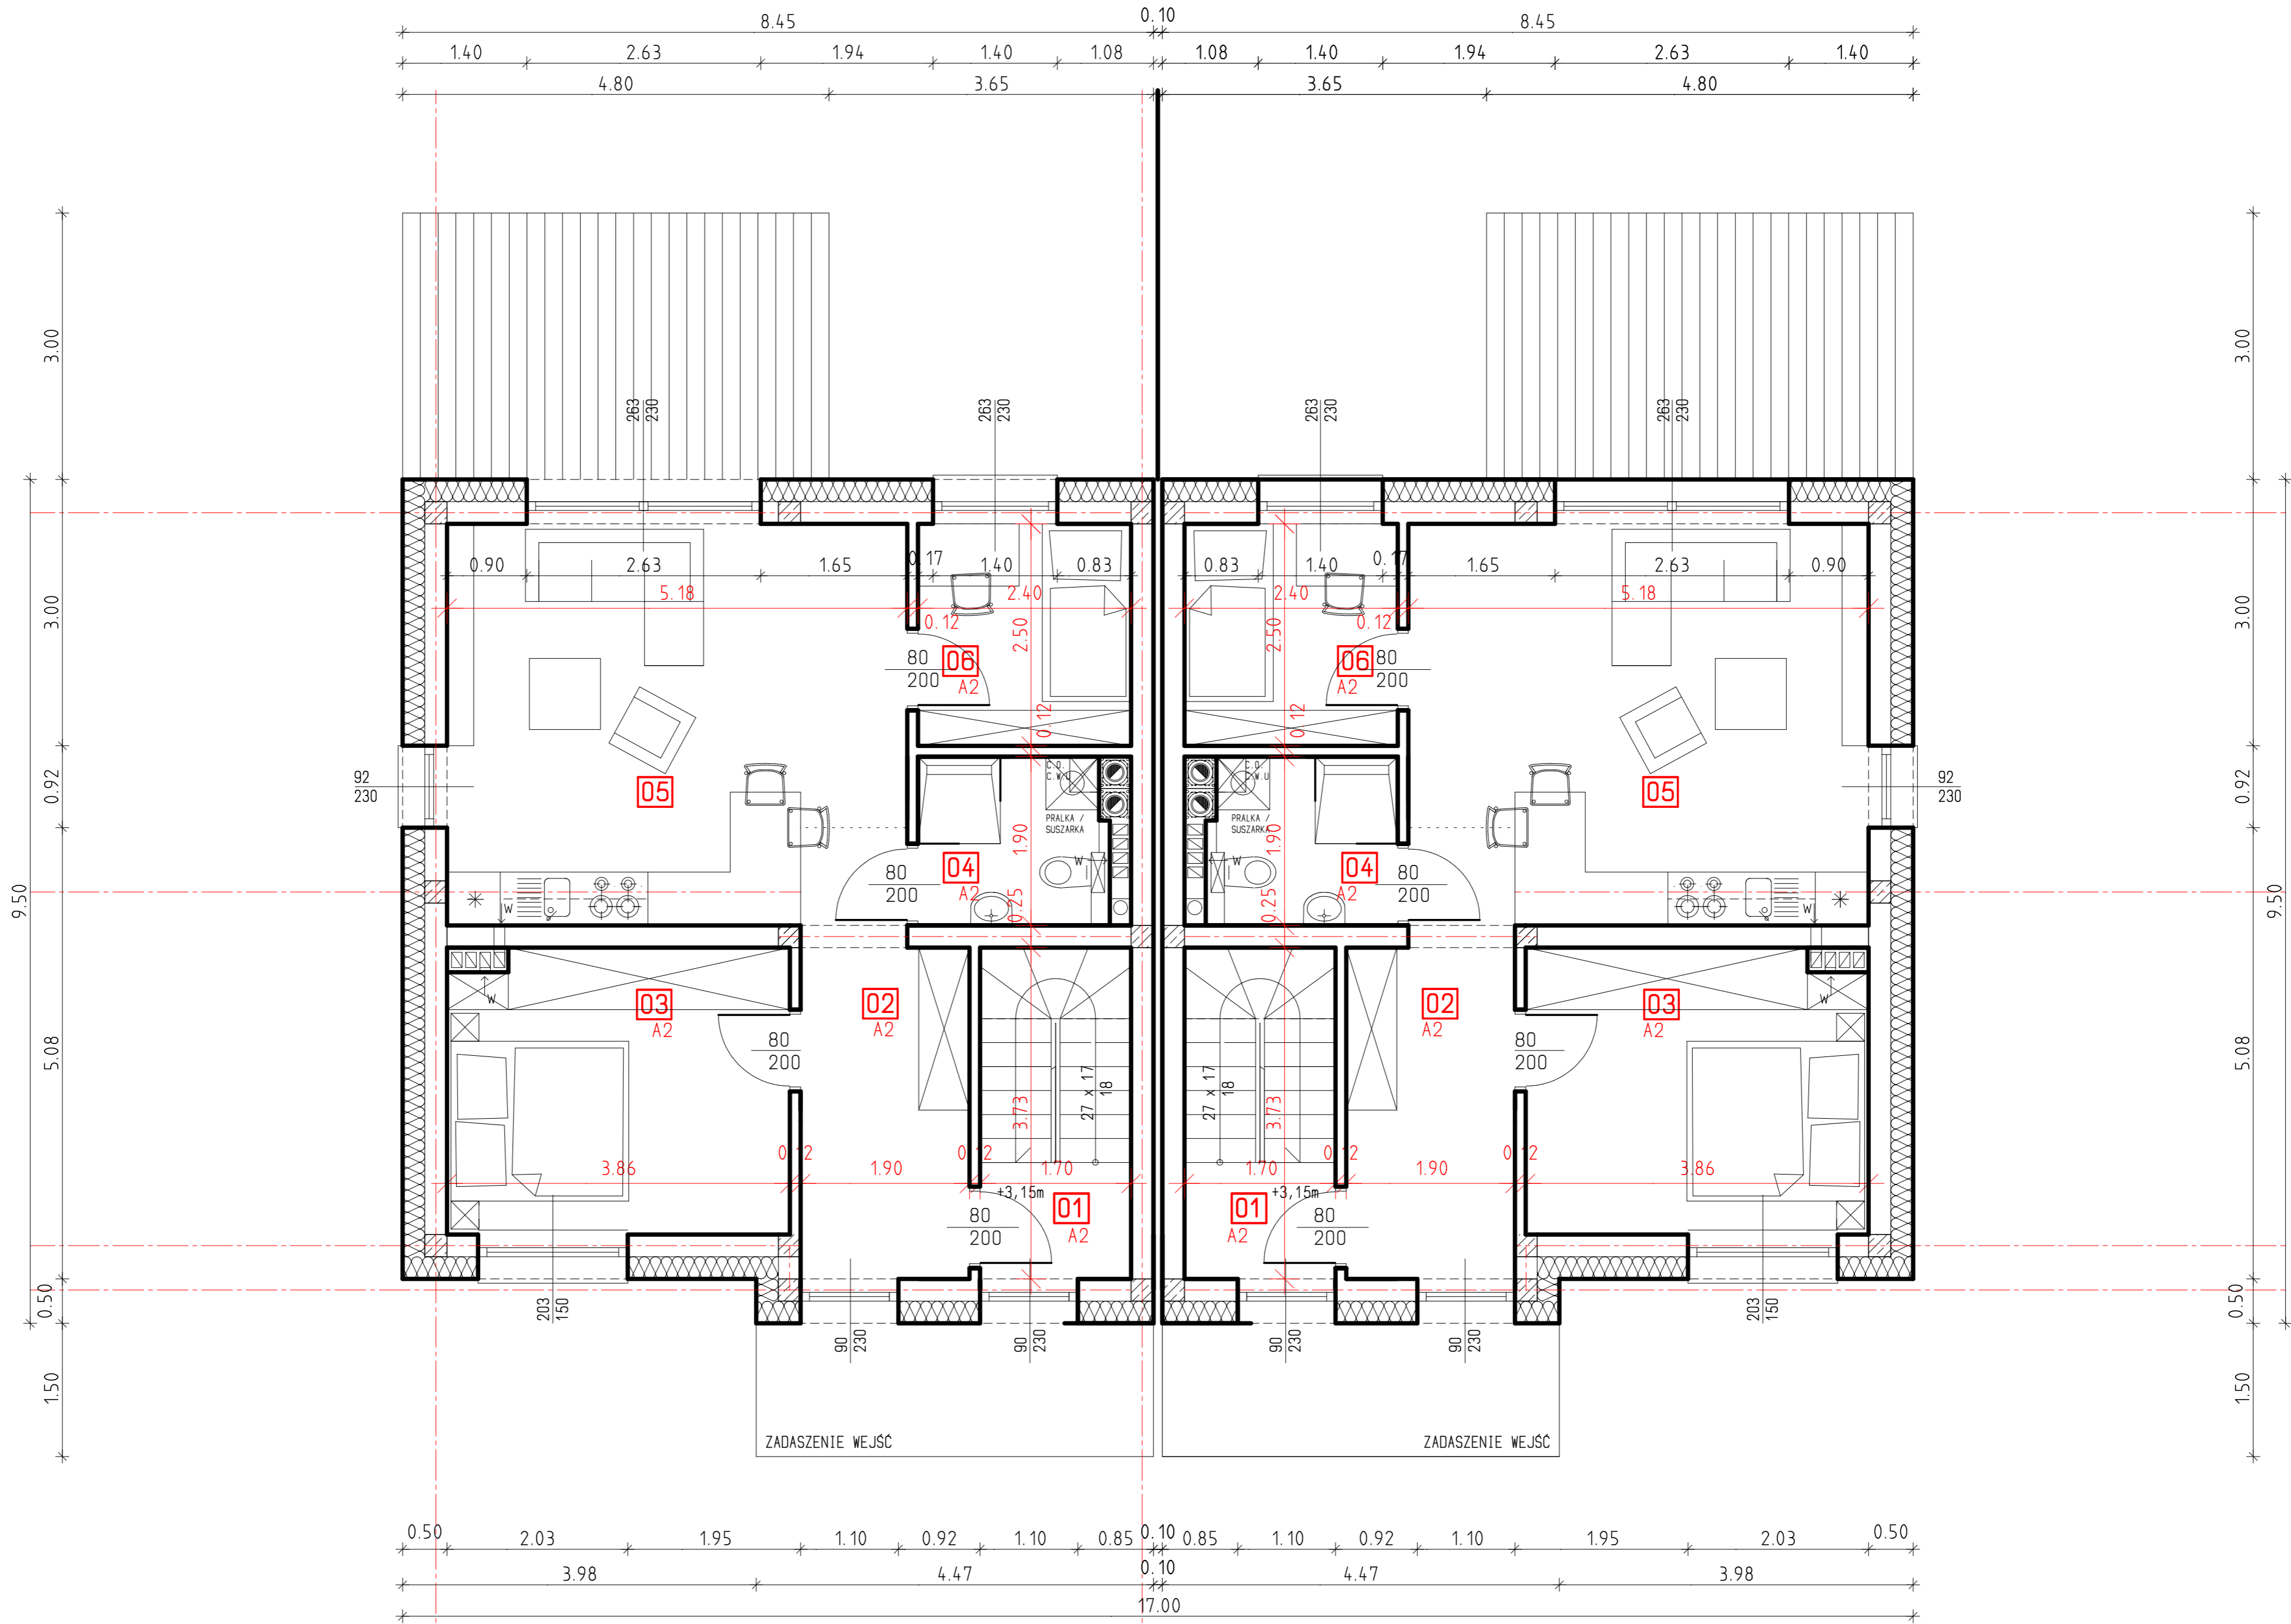 8.45 0.10 8.45
1.40 2.63 1.94 1.40 1.08 1.08 1.40 1.94 2.63 1.40
4.80 3.65 3.65 4.80
3.00 3.00
263 230 263 230 263 230 263 230
0.90 2.63 1.65 0.17 1.40 0.83 0.83 1.40 0.17 1.65 2.63 0.90
5.18 2.40 2.40 5.18
0.12 0.12
3.00 2.50 2.50 3.00
80 06 06 80
200 A2 A2 200
0.12 0.12
C.O. C.O.
C.W.U C.W.U
92 92
230 05 05 230
0.92 0.92
PRALKA / PRALKA /
SUSZARKA SUSZARKA
1.90 1.90
W W
80 04 04 80
200 A2 A2 200
9.50 W 0.25 0.25 W 9.50
W 03 02 02 03 W
A2 A2 A2 A2
5.08 80 80 5.08
200 200
27 x 17 27 x 17
18 18
3.73 3.73
0.12 0.12 0.12 0.12
3.86 1.90 1.70 1.70 1.90 3.86
+3,15m +3,15m
80 01 01 80
200 A2 A2 200
0.50 203 150 203 150 0.50
90 230 90 230 90 230 90 230
1.50 1.50
ZADASZENIE WEJŚĆ ZADASZENIE WEJŚĆ
0.50 2.03 1.95 1.10 0.92 1.10 0.85 0.10 0.85 1.10 0.92 1.10 1.95 2.03 0.50
3.98 4.47 0.10 4.47 3.98
17.00